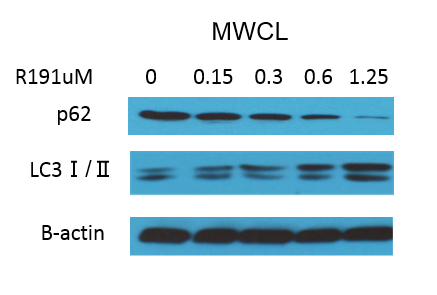 MWCL
R191uM 0 0.15 0.3 0.6 1.25
p62
LC3 Ⅰ / Ⅱ
B-actin